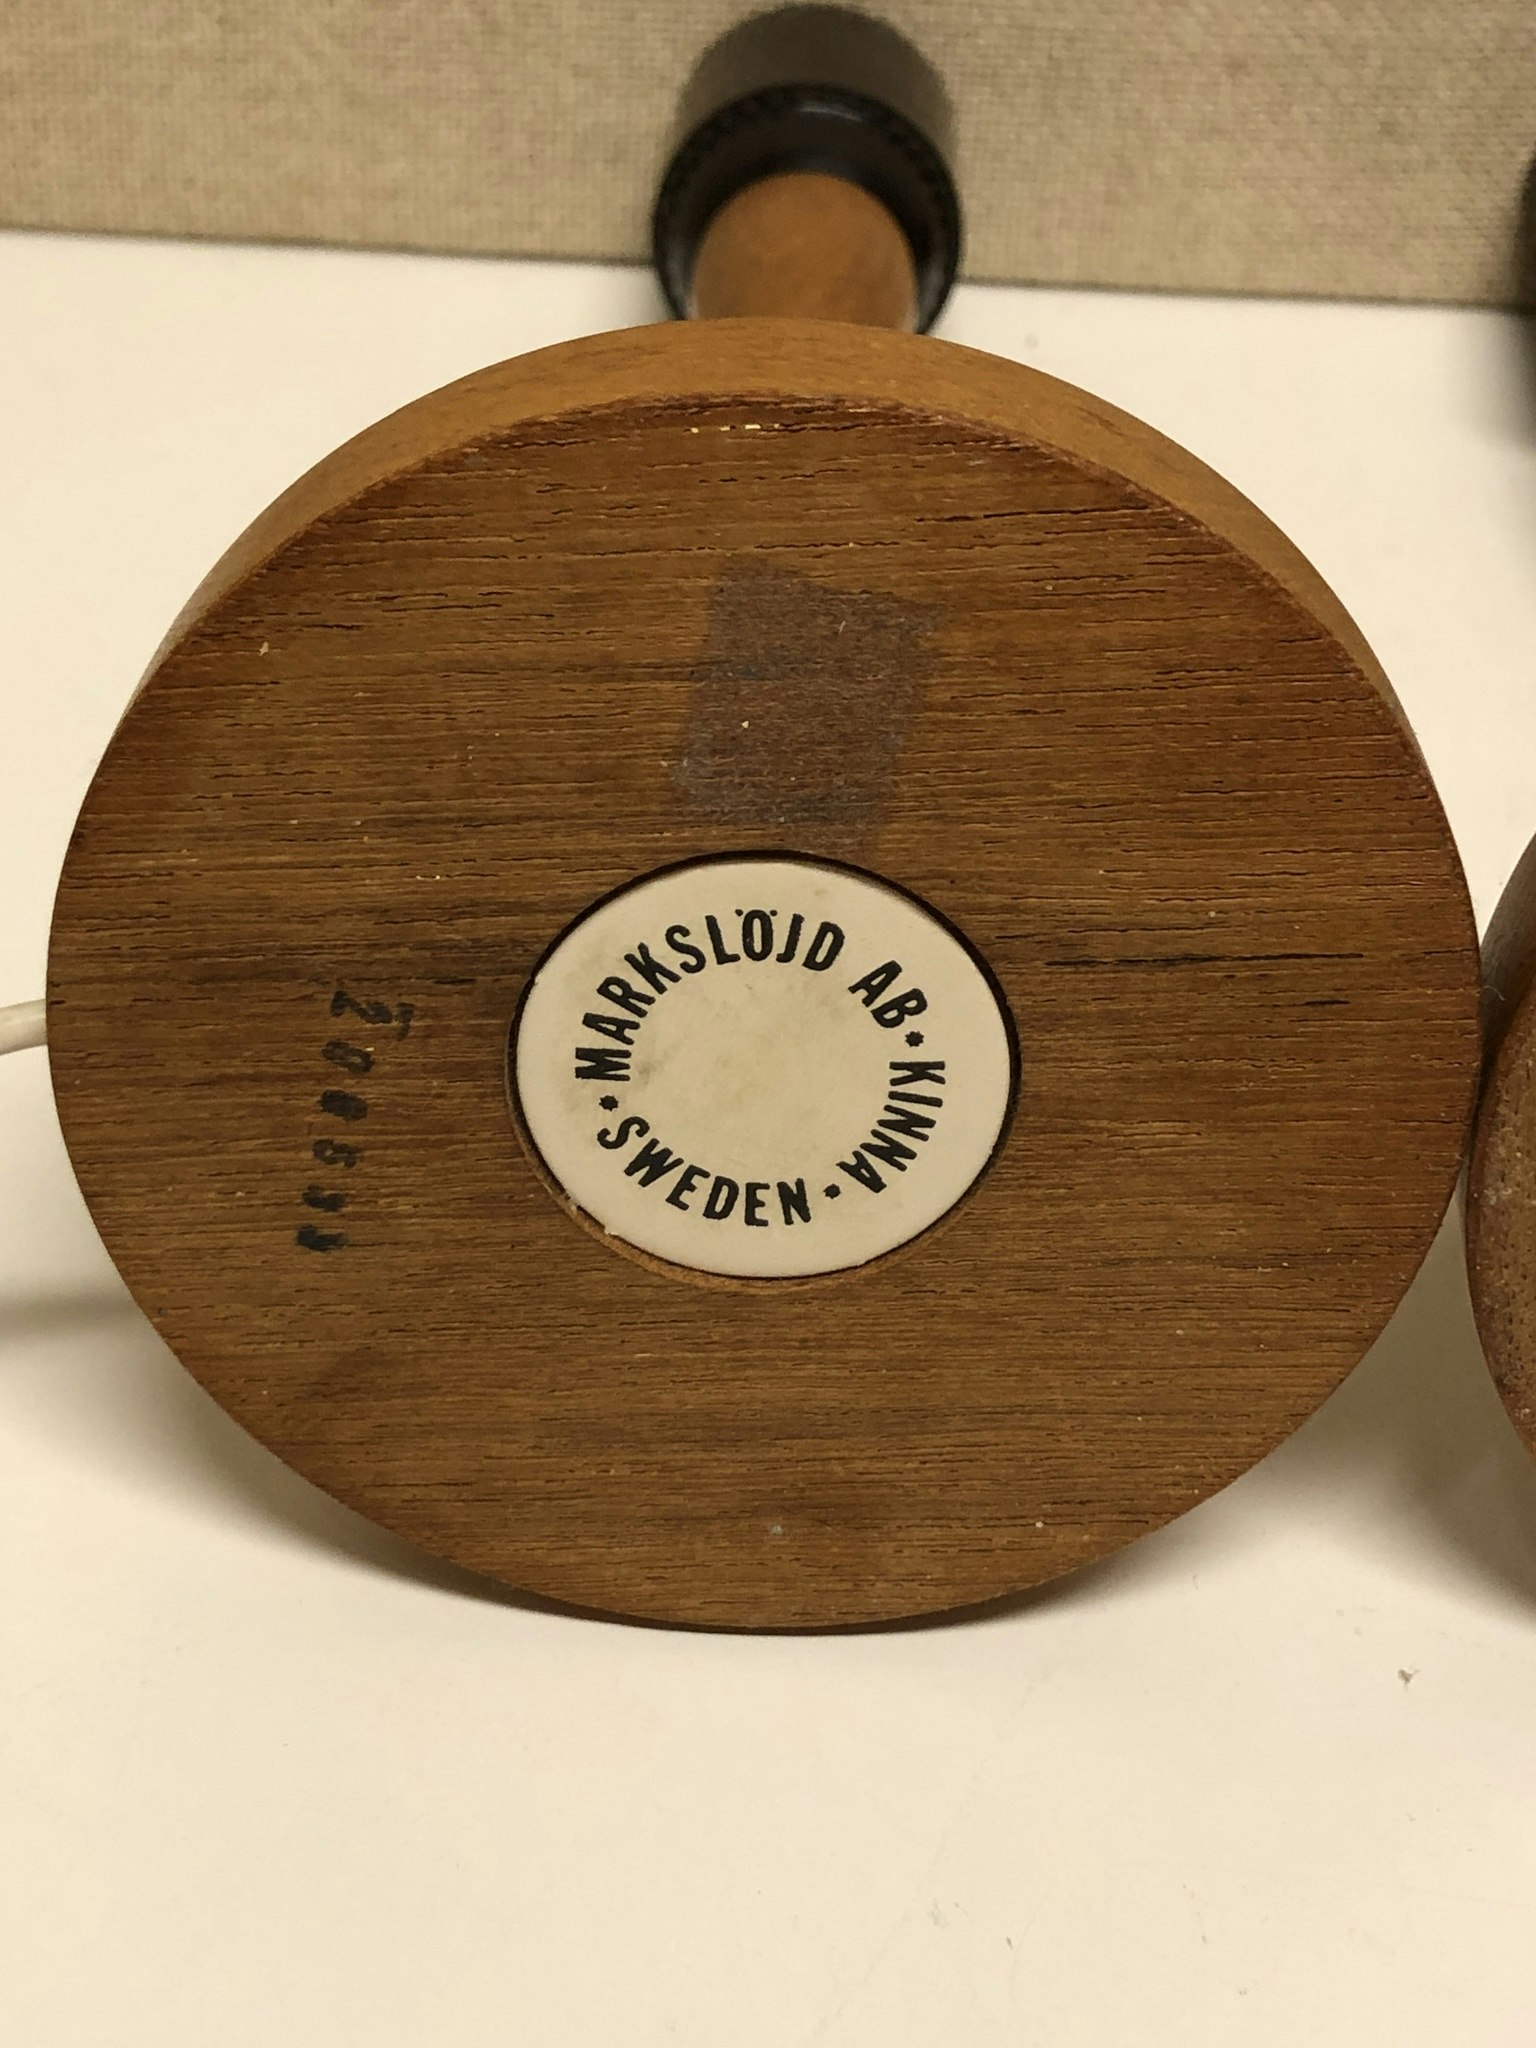 MARKSLÖJD AB • KINNA • SWEDEN •